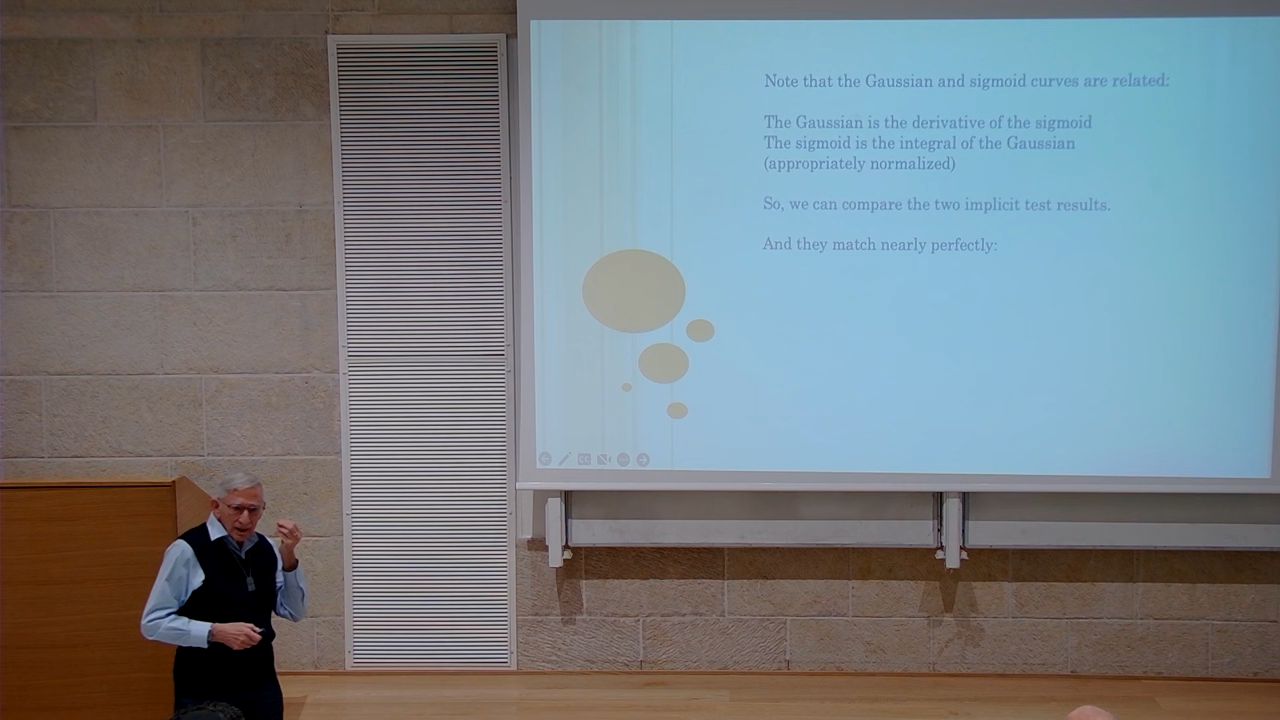 Note that the Gaussian and sigmoid curves are related:
The Gaussian is the derivative of the sigmoid
The sigmoid is the integral of the Gaussian
(appropriately normalized)
So, we can compare the two implicit test results.
And they match nearly perfectly: